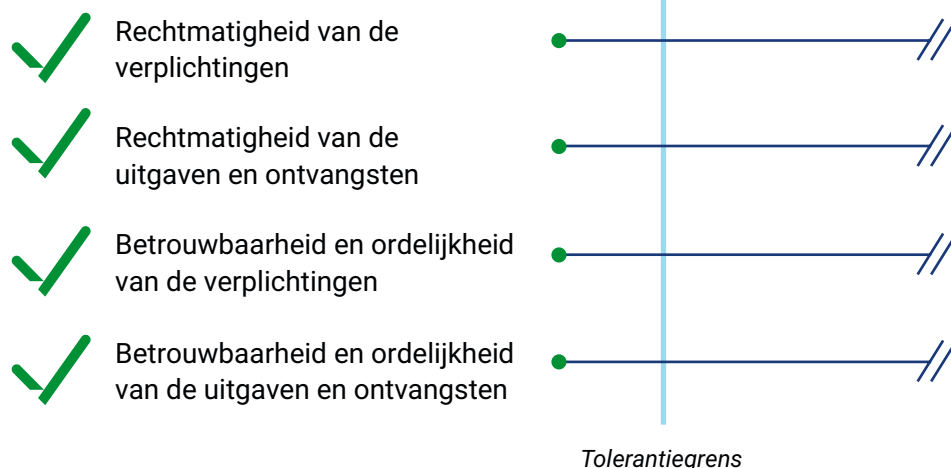 Rechtmatigheid van de
verplichtingen
Rechtmatigheid van de
uitgaven en ontvangsten
Betrouwbaarheid en ordelijkheid
van de verplichtingen
Betrouwbaarheid en ordelijkheid
van de uitgaven en ontvangsten
Tolerantiegrens